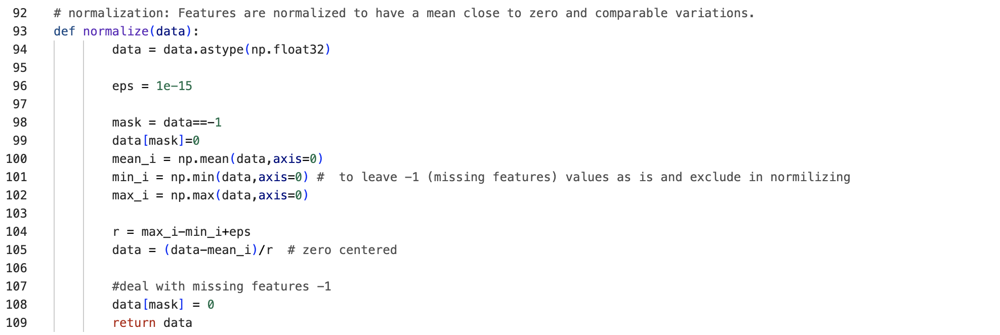 92 # normalization: Features are normalized to have a mean close to zero and comparable variations.
93 def normalize(data):
94 data = data.astype(np.float32)
95
96 eps = 1e-15
97
98 mask = data==-1
99 data[mask]=0
100 mean_i = np.mean(data,axis=0)
101 min_i = np.min(data,axis=0) #  to leave -1 (missing features) values as is and exclude in normilizing
102 max_i = np.max(data,axis=0)
103
104 r = max_i-min_i+eps
105 data = (data-mean_i)/r  # zero centered
106
107 #deal with missing features -1
108 data[mask] = 0
109 return data